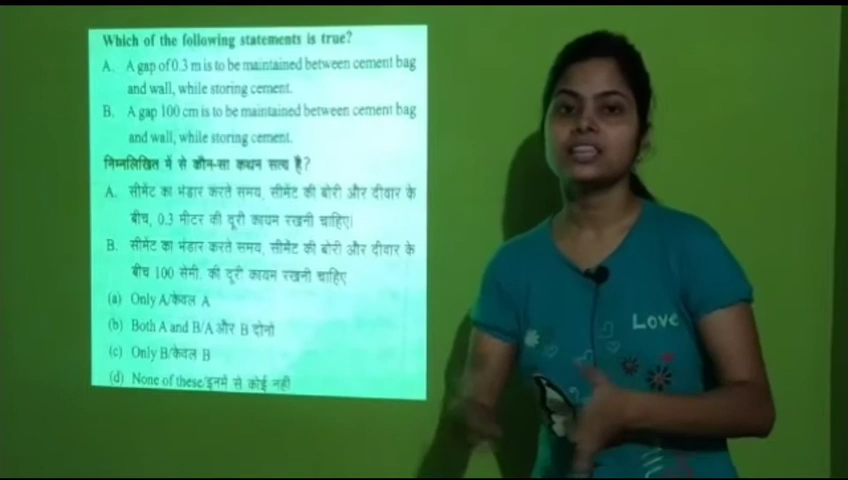 Which of the following statements is true?
A. A gap of 0.3 m is to be maintained between cement bag
and wall, while storing cement.
B. A gap 100 cm is to be maintained between cement bag
and wall, while storing cement.
निम्नलिखित में से कौन-सा कथन सत्य है?
A. सीमेंट का भंडार करते समय, सीमेंट की बोरी और दीवार के
बीच, 0.3 मीटर की दूरी कायम रखनी चाहिए।
B. सीमेंट का भंडार करते समय, सीमेंट की बोरी और दीवार के
बीच 100 सेमी. की दूरी कायम रखनी चाहिए
(a) Only A/केवल A
(b) Both A and B/A और B दोनो
(c) Only B/केवल B
(d) None of these/इनमें से कोई नहीं
Love